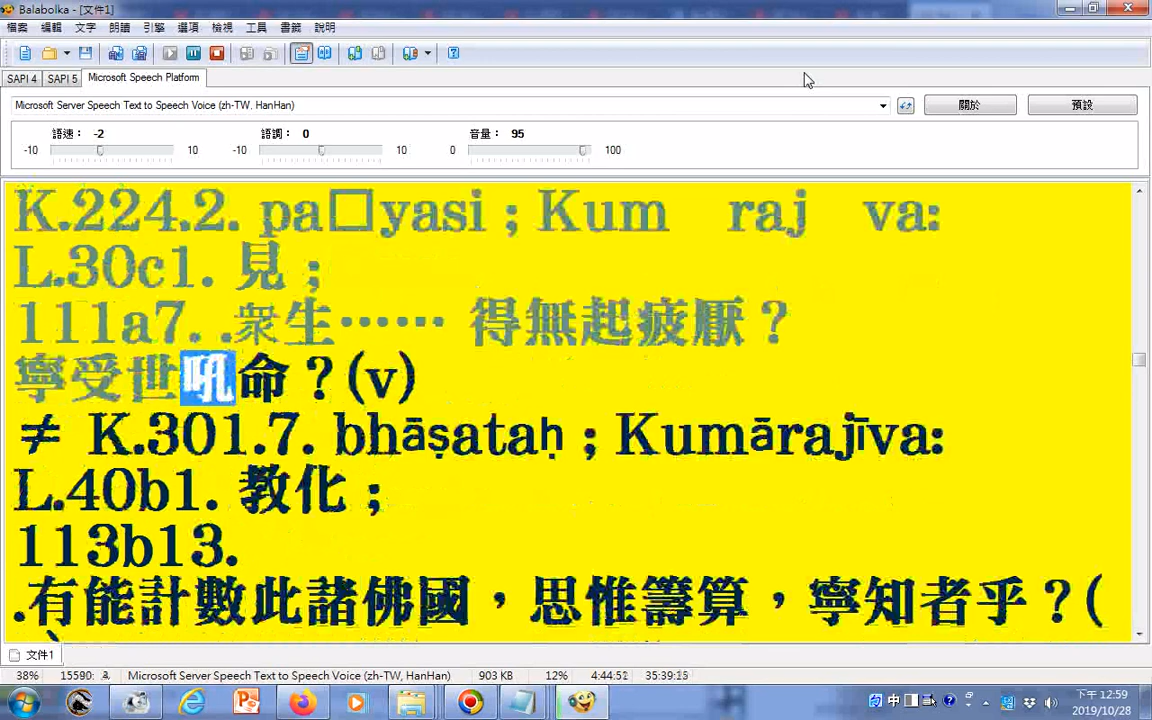 Balabolka - [文件1]
檔案 編輯 文字 朗讀 引擎 選項 檢視 工具 書籤 說明
SAPI 4 SAPI 5 Microsoft Speech Platform
Microsoft Server Speech Text to Speech Voice (zh-TW, HanHan) 關於 預設
語速： -2 語調： 0 音量： 95
-10 10 -10 10 0 100
K.224.2. pa□yasi ; Kum raj va:
L.30c1. 見 ;
111a7. .衆生…… 得無起疲厭？
寧受世吼命？(v)
≠ K.301.7. bhāṣataḥ ; Kumārajīva:
L.40b1. 教化 ;
113b13.
.有能計數此諸佛國，思惟籌算，寧知者乎？(
文件1
38% Microsoft Server Speech Text to Speech Voice (zh-TW, HanHan) 903 KB 12% 35:39:23
中 下午 12:59
2019/10/28